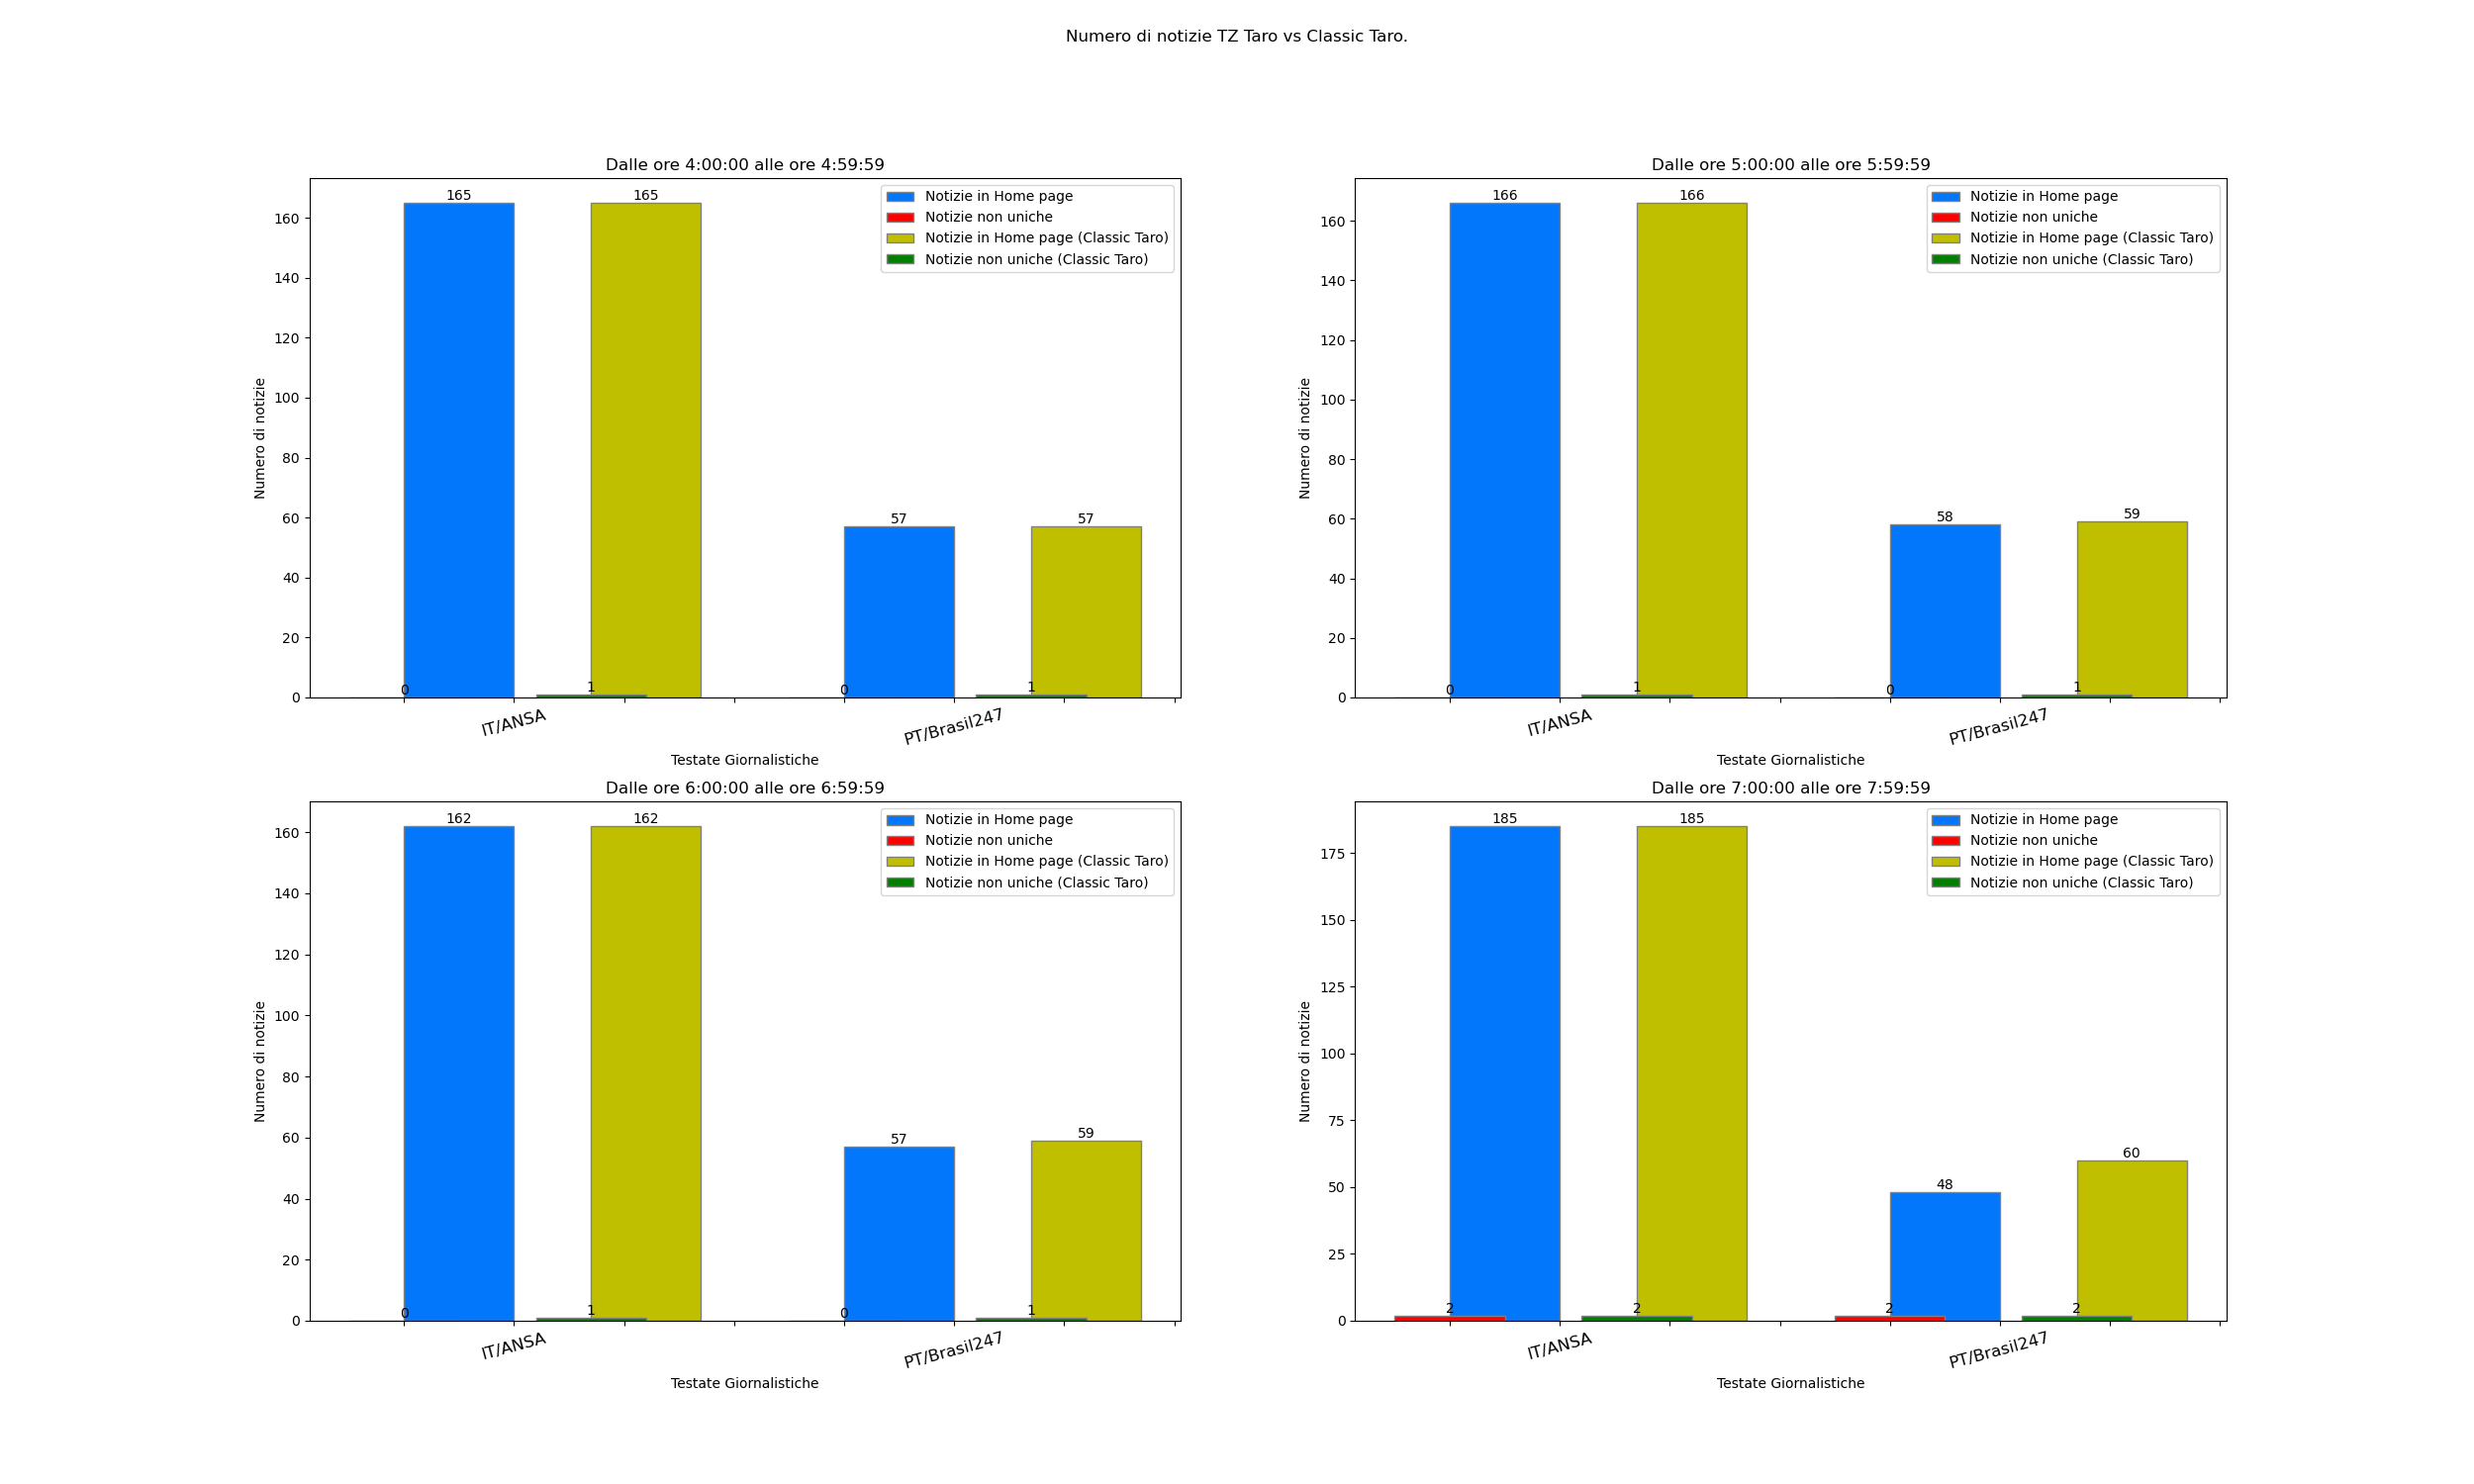 Numero di notizie TZ Taro vs Classic Taro.
Dalle ore 4:00:00 alle ore 4:59:59
Numero di notizie
160
140
120
100
80
60
40
20
0
165
165
57
57
0
1
0
1
Notizie in Home page
Notizie non uniche
Notizie in Home page (Classic Taro)
Notizie non uniche (Classic Taro)
IT/ANSA
PT/Brasil247
Testate Giornalistiche
Dalle ore 5:00:00 alle ore 5:59:59
Numero di notizie
160
140
120
100
80
60
40
20
0
166
166
58
59
0
1
0
1
Notizie in Home page
Notizie non uniche
Notizie in Home page (Classic Taro)
Notizie non uniche (Classic Taro)
IT/ANSA
PT/Brasil247
Testate Giornalistiche
Dalle ore 6:00:00 alle ore 6:59:59
Numero di notizie
160
140
120
100
80
60
40
20
0
162
162
57
59
0
1
0
1
Notizie in Home page
Notizie non uniche
Notizie in Home page (Classic Taro)
Notizie non uniche (Classic Taro)
IT/ANSA
PT/Brasil247
Testate Giornalistiche
Dalle ore 7:00:00 alle ore 7:59:59
Numero di notizie
175
150
125
100
75
50
25
0
185
185
48
60
2
2
2
2
Notizie in Home page
Notizie non uniche
Notizie in Home page (Classic Taro)
Notizie non uniche (Classic Taro)
IT/ANSA
PT/Brasil247
Testate Giornalistiche